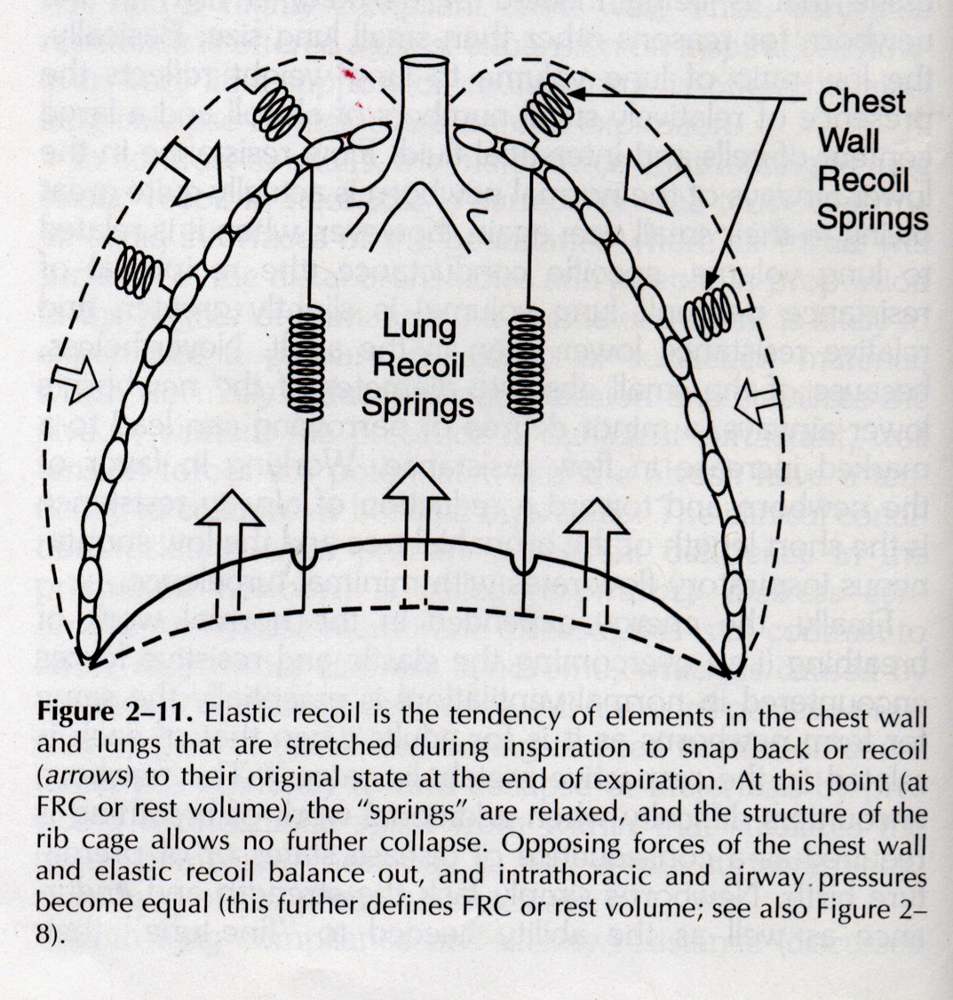 Chest
Wall
Recoil
Springs
Lung
Recoil
Springs
Figure 2–11. Elastic recoil is the tendency of elements in the chest wall
and lungs that are stretched during inspiration to snap back or recoil
(arrows) to their original state at the end of expiration. At this point (at
FRC or rest volume), the “springs” are relaxed, and the structure of the
rib cage allows no further collapse. Opposing forces of the chest wall
and elastic recoil balance out, and intrathoracic and airway pressures
become equal (this further defines FRC or rest volume; see also Figure 2–
8).